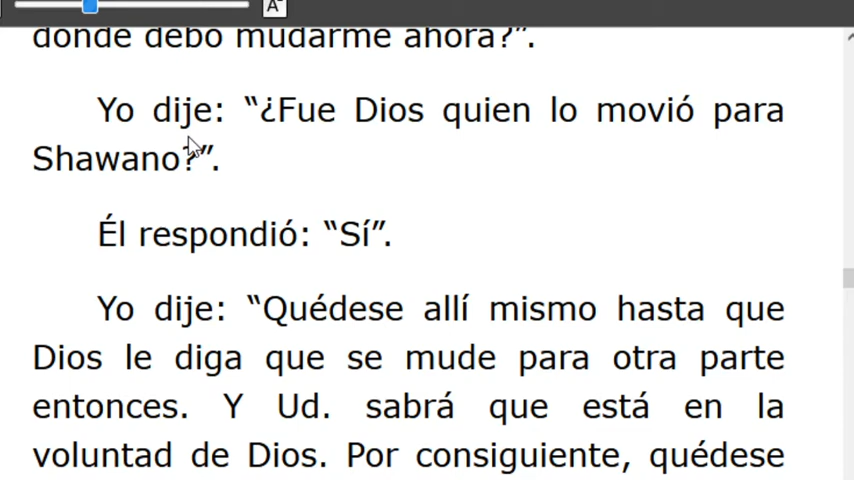 A
donde debo mudarme ahora?”.
Yo dije: “¿Fue Dios quien lo movió para
Shawano?”.
Él respondió: “Sí”.
Yo dije: “Quédese allí mismo hasta que
Dios le diga que se mude para otra parte
entonces. Y Ud. sabrá que está en la
voluntad de Dios. Por consiguiente, quédese